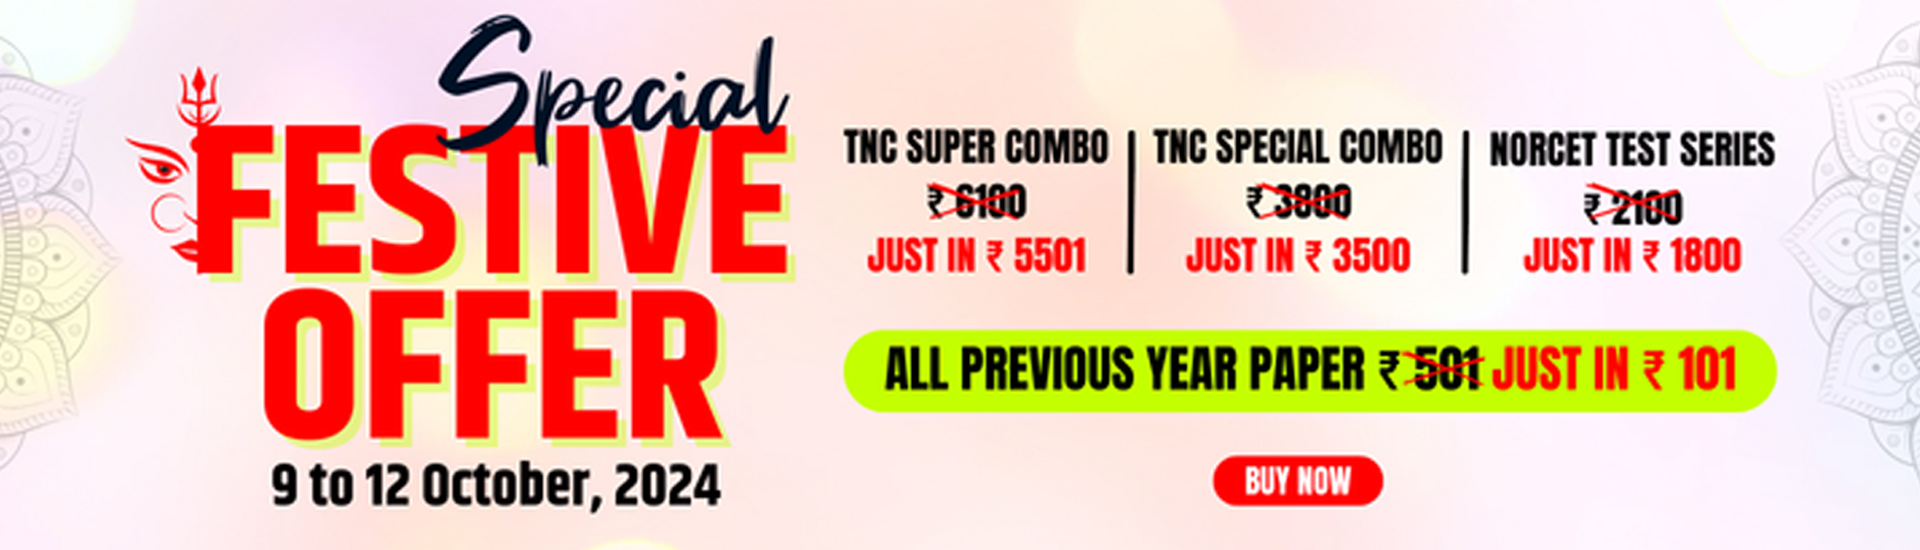 Special
FESTIVE
OFFER
9 to 12 October, 2024
TNC SUPER COMBO
₹ 6100
JUST IN ₹ 5501
TNC SPECIAL COMBO
₹ 3800
JUST IN ₹ 3500
NORCET TEST SERIES
₹ 2100
JUST IN ₹ 1800
ALL PREVIOUS YEAR PAPER ₹ 501 JUST IN ₹ 101
BUY NOW